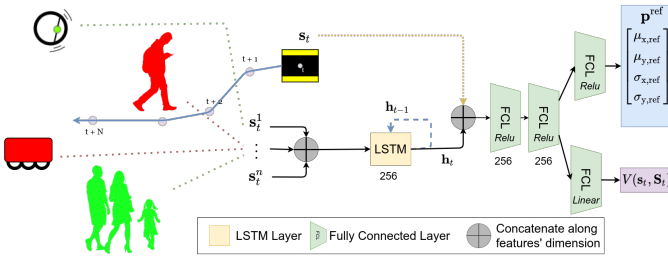 s_t
t
t + 1
t+2
t + N
s_t^1
⋮
s_t^n
LSTM
256
h_{t-1}
h_t
FCL
Relu
256
FCL
Relu
256
FCL
Relu
FCL
Linear
p^{ref}
μ_{x,ref}
μ_{y,ref}
σ_{x,ref}
σ_{y,ref}
V(s_t, S_t)
LSTM Layer
FCL
Fully Connected Layer
Concatenate along
features' dimension